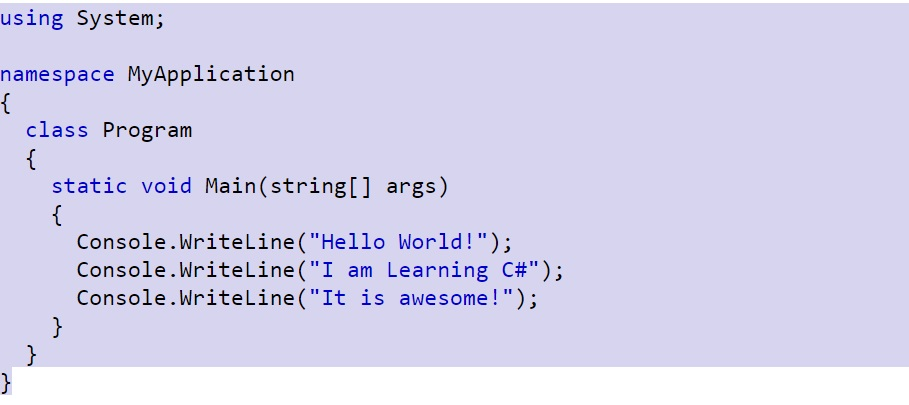 using System;

namespace MyApplication
{
  class Program
  {
    static void Main(string[] args)
    {
      Console.WriteLine("Hello World!");
      Console.WriteLine("I am Learning C#");
      Console.WriteLine("It is awesome!");
    }
  }
}